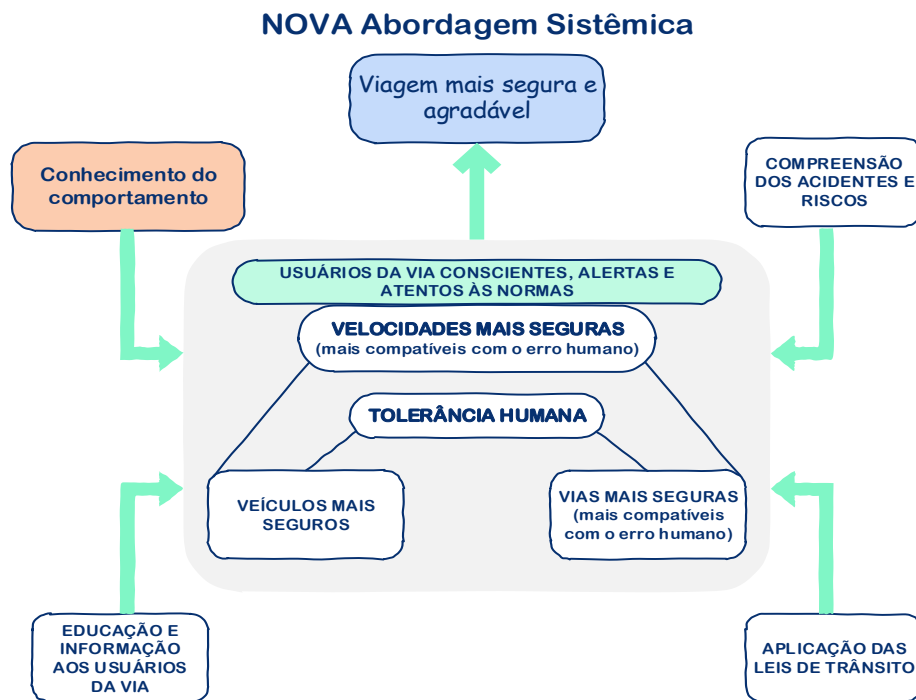 NOVA Abordagem Sistêmica
Viagem mais segura e
agradável
Conhecimento do
comportamento
COMPREENSÃO
DOS ACIDENTES E
RISCOS
USUÁRIOS DA VIA CONSCIENTES, ALERTAS E
ATENTOS ÀS NORMAS
VELOCIDADES MAIS SEGURAS
(mais compatíveis com o erro humano)
TOLERÂNCIA HUMANA
VEÍCULOS MAIS
SEGUROS
VIAS MAIS SEGURAS
(mais compatíveis
com o erro humano)
EDUCAÇÃO E
INFORMAÇÃO
AOS USUÁRIOS
DA VIA
APLICAÇÃO DAS
LEIS DE TRÂNSITO